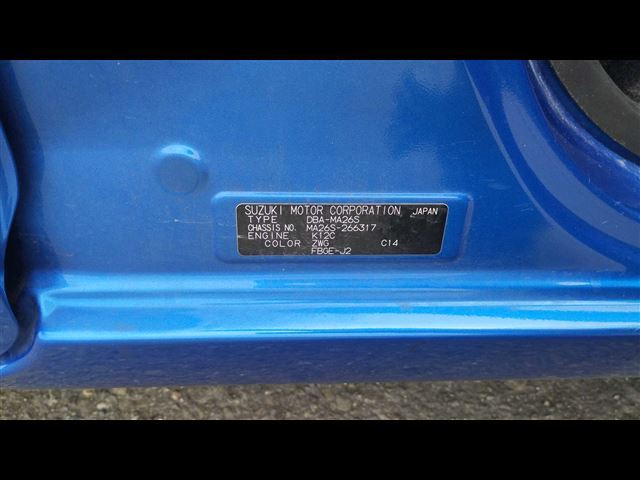 SUZUKI MOTOR CORPORATION JAPAN
TYPE DBA-MA26S
CHASSIS NO. MA26S-266317
ENGINE K12C
COLOR ZWG C14
FBGE-J2